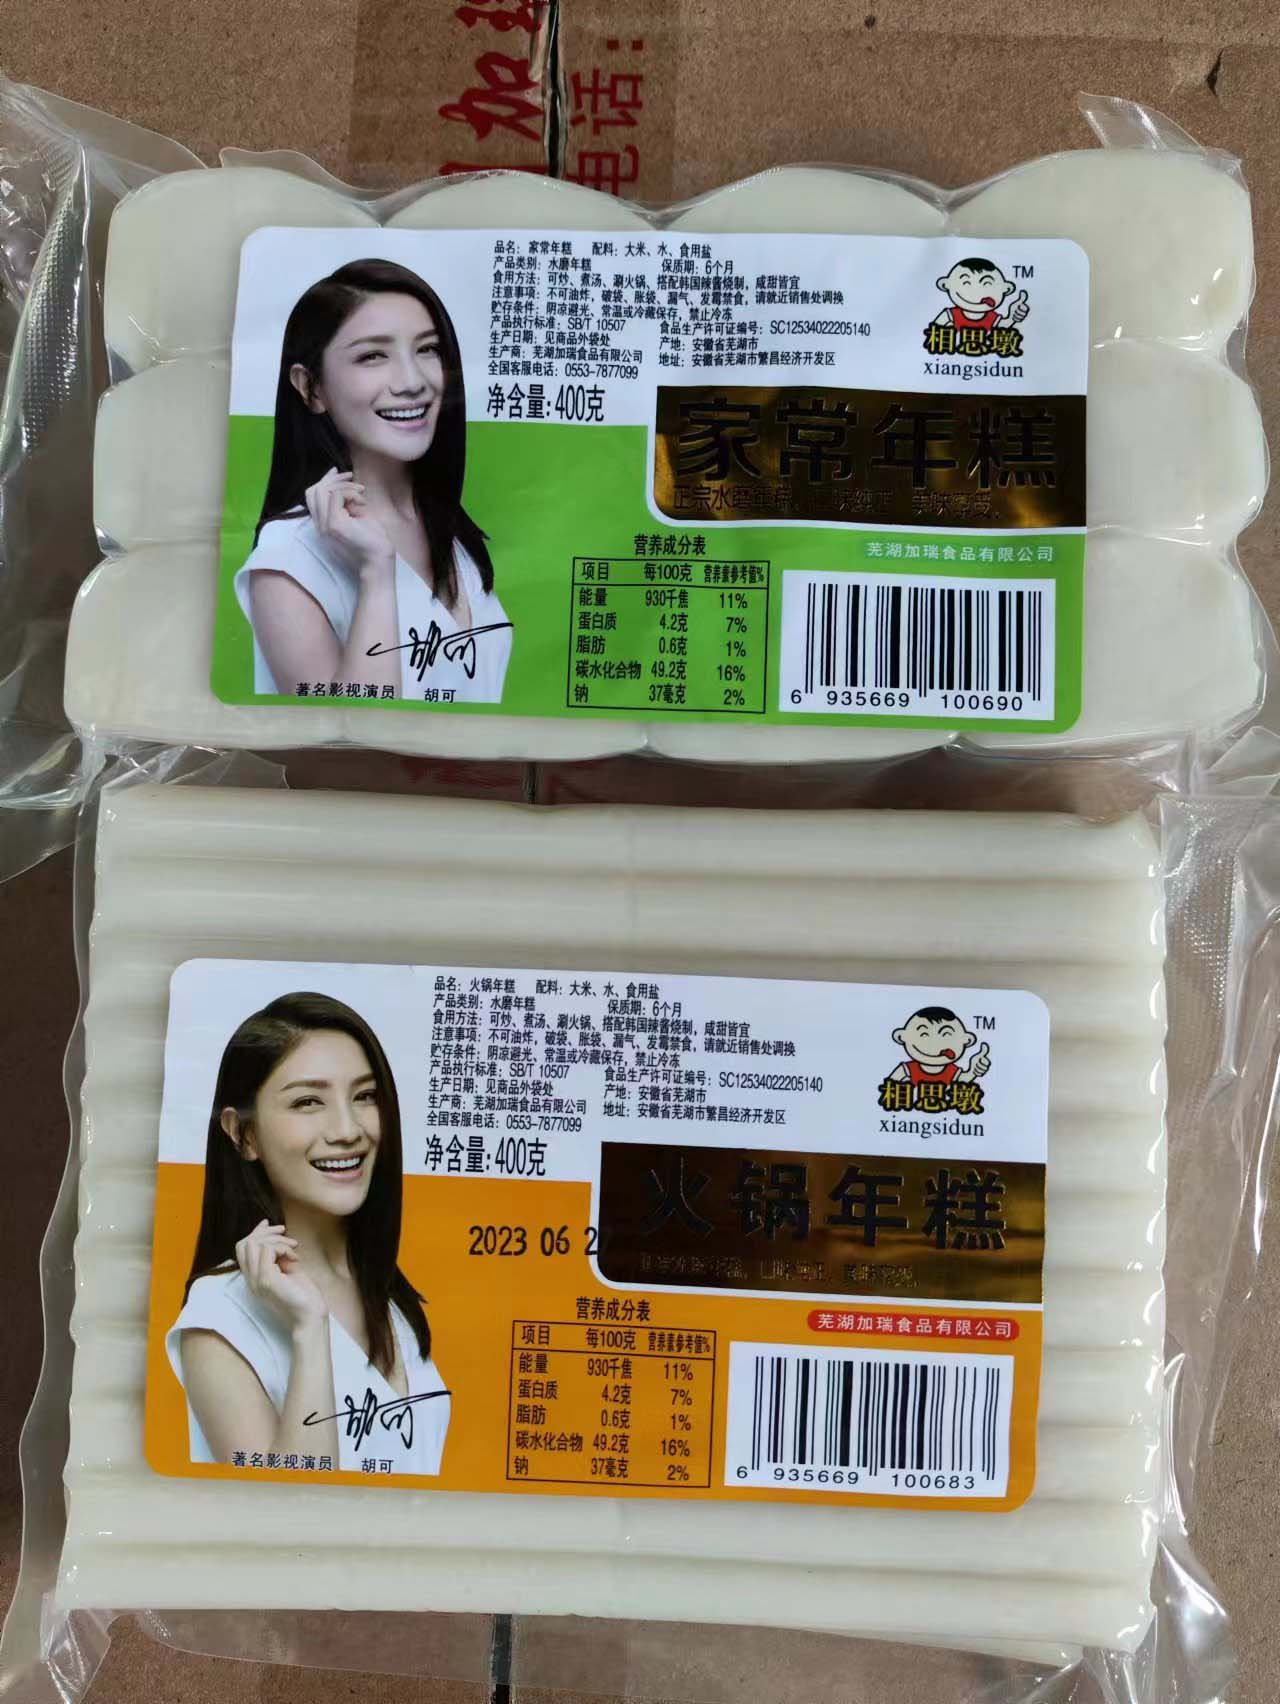 加
电话:
品名: 家常年糕 配料: 大米、水、食用盐
产品类别: 水磨年糕 保质期: 6个月
食用方法: 可炒、煮汤、涮火锅、搭配韩国辣酱烧制, 咸甜皆宜
注意事项: 不可油炸, 破袋、胀袋、漏气、发霉禁食, 请就近销售处调换
贮存条件: 阴凉避光、常温或冷藏保存, 禁止冷冻
产品执行标准: SB/T 10507 食品生产许可证编号: SC12534022205140
生产日期: 见商品外袋处 产地: 安徽省芜湖市
生产商: 芜湖加瑞食品有限公司 地址: 安徽省芜湖市繁昌经济开发区
全国客服电话: 0553-7877099
净含量: 400克
TM
相思墩
xiangsidun
家常年糕
正宗水磨年糕, 口味纯正, 美味享受。
芜湖加瑞食品有限公司
营养成分表
项目 每100克 营养素参考值%
能量 930千焦 11%
蛋白质 4.2克 7%
脂肪 0.6克 1%
碳水化合物 49.2克 16%
钠 37毫克 2%
6 935669 100690
胡可
著名影视演员 胡可
品名: 火锅年糕 配料: 大米、水、食用盐
产品类别: 水磨年糕 保质期: 6个月
食用方法: 可炒、煮汤、涮火锅、搭配韩国辣酱烧制, 咸甜皆宜
注意事项: 不可油炸, 破袋、胀袋、漏气、发霉禁食, 请就近销售处调换
贮存条件: 阴凉避光、常温或冷藏保存, 禁止冷冻
产品执行标准: SB/T 10507 食品生产许可证编号: SC12534022205140
生产日期: 见商品外袋处 产地: 安徽省芜湖市
生产商: 芜湖加瑞食品有限公司 地址: 安徽省芜湖市繁昌经济开发区
全国客服电话: 0553-7877099
净含量: 400克
TM
相思墩
xiangsidun
火锅年糕
2023 06 2
芜湖加瑞食品有限公司
营养成分表
项目 每100克 营养素参考值%
能量 930千焦 11%
蛋白质 4.2克 7%
脂肪 0.6克 1%
碳水化合物 49.2克 16%
钠 37毫克 2%
6 935669 100683
胡可
著名影视演员 胡可